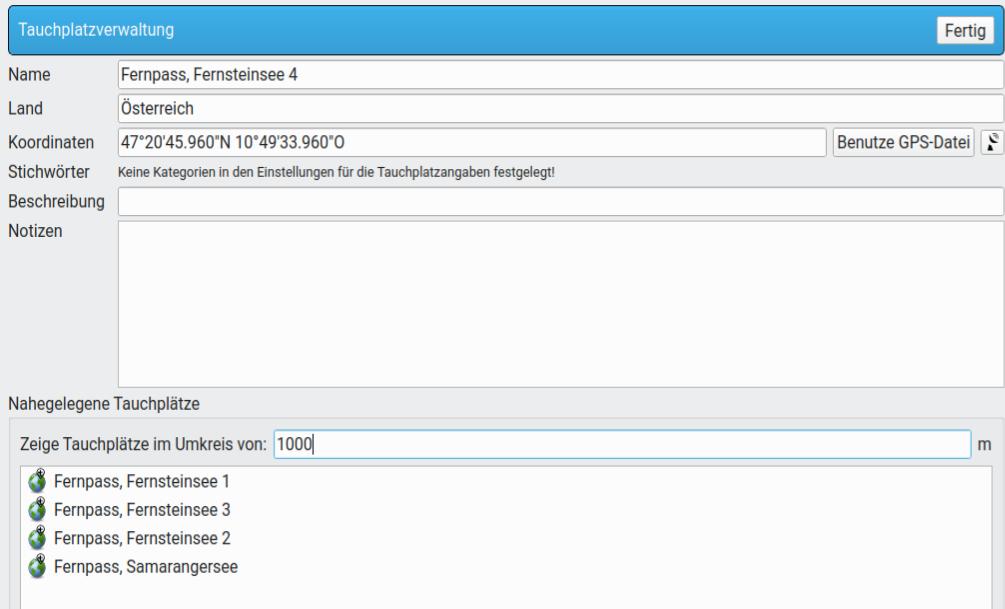 Tauchplatzverwaltung
Fertig
Name Fernpass, Fernsteinsee 4
Land Österreich
Koordinaten 47°20'45.960"N 10°49'33.960"O Benutze GPS-Datei
Stichwörter Keine Kategorien in den Einstellungen für die Tauchplatzangaben festgelegt!
Beschreibung
Notizen
Nahegelegene Tauchplätze
Zeige Tauchplätze im Umkreis von: 1000 m
Fernpass, Fernsteinsee 1
Fernpass, Fernsteinsee 3
Fernpass, Fernsteinsee 2
Fernpass, Samarangersee